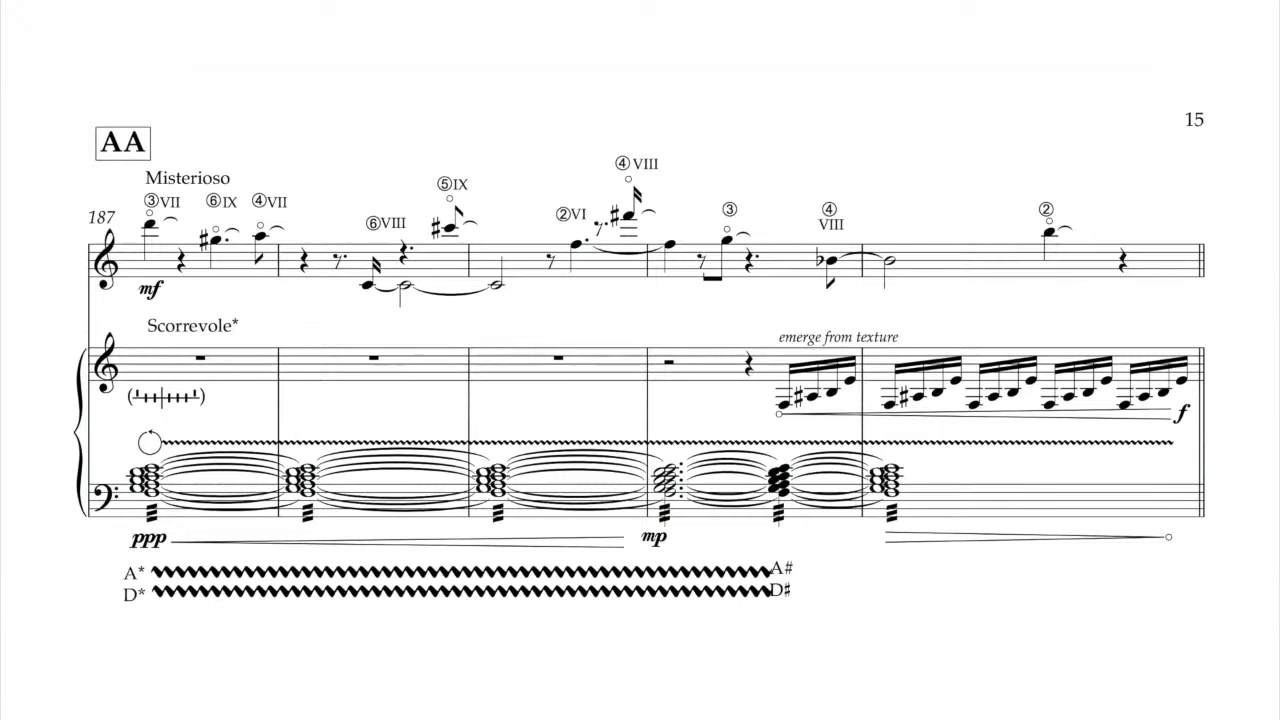 15
AA
Misterioso
187
③VII ⑥IX ④VII ⑥VIII ⑤IX ②VI ④VIII ③ ④ VIII ②
mf
Scorrevole*
emerge from texture
f
ppp mp
A* A#
D* D♯